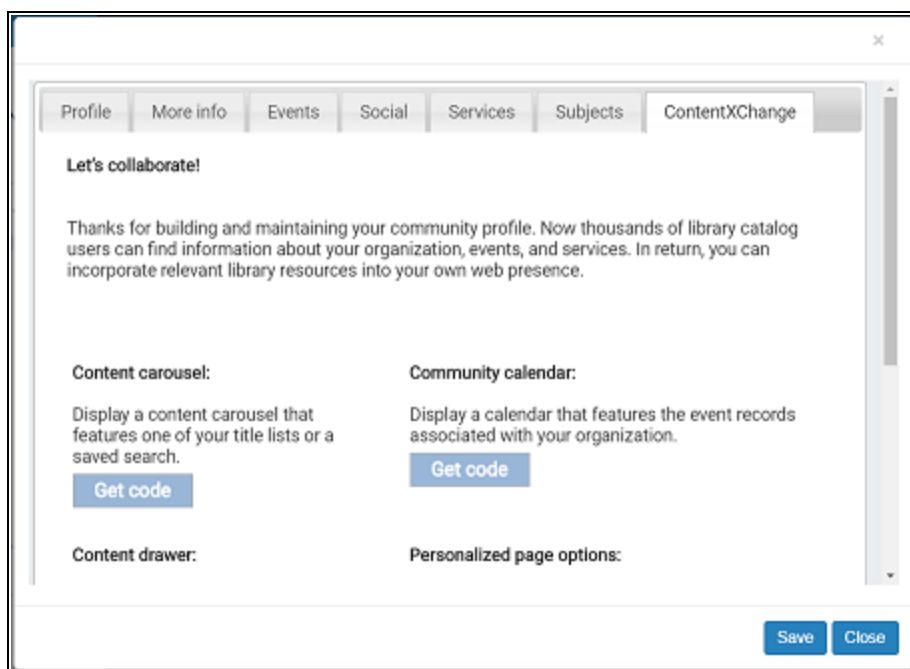 ×
Profile More info Events Social Services Subjects ContentXChange
Let's collaborate!
Thanks for building and maintaining your community profile. Now thousands of library catalog
users can find information about your organization, events, and services. In return, you can
incorporate relevant library resources into your own web presence.
Content carousel:
Display a content carousel that
features one of your title lists or a
saved search.
Get code
Community calendar:
Display a calendar that features the event records
associated with your organization.
Get code
Content drawer:
Personalized page options:
Save Close